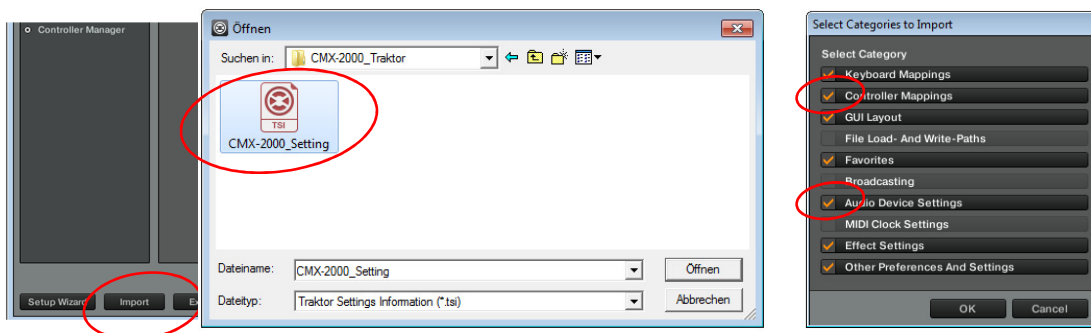 Controller Manager
Setup Wizard
Import
Öffnen
Suchen in:
CMX-2000_Traktor
TSI
CMX-2000_Setting
Dateiname:
CMX-2000_Setting
Öffnen
Dateityp:
Traktor Settings Information (*.tsi)
Abbrechen
Select Categories to Import
Select Category
Keyboard Mappings
Controller Mappings
GUI Layout
File Load- And Write-Paths
Favorites
Broadcasting
Audio Device Settings
MIDI Clock Settings
Effect Settings
Other Preferences And Settings
OK
Cancel